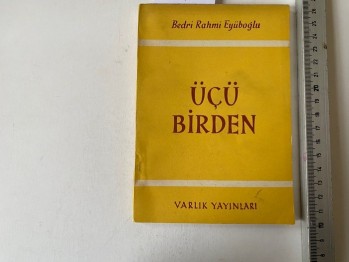 Bedri Rahmi Eyüboğlu
ÜÇÜ
BİRDEN
VARLIK YAYINLARI